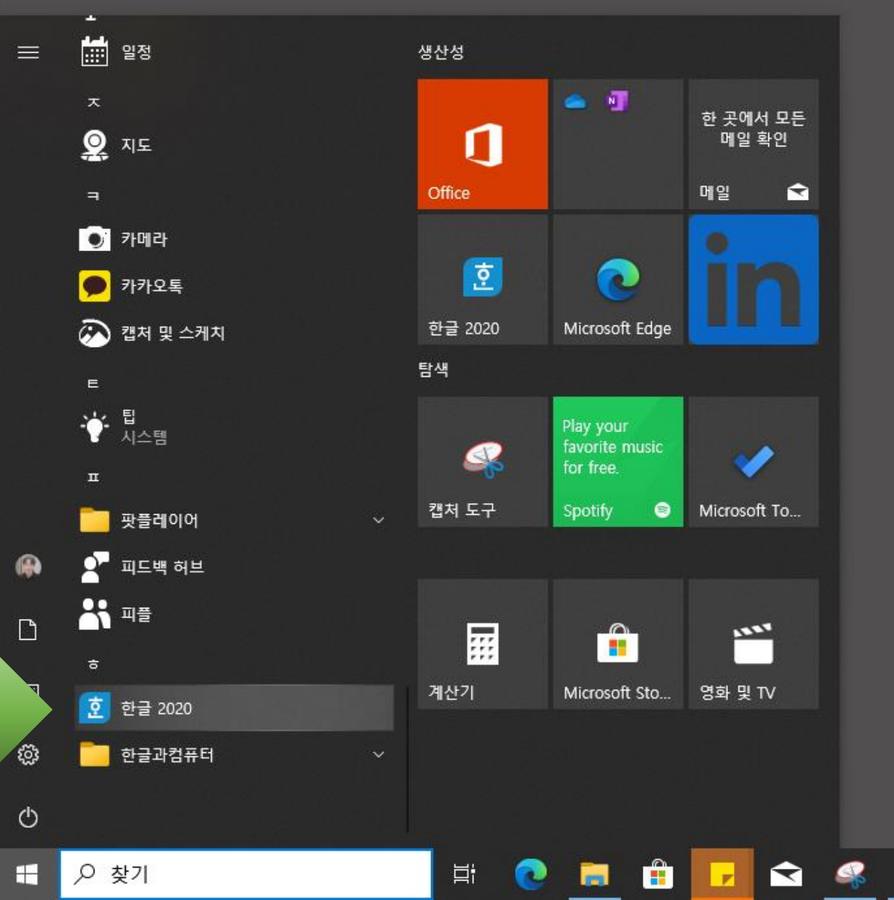 일정
ㅈ
지도
ㅋ
카메라
카카오톡
캡처 및 스케치
ㅌ
팁
시스템
ㅍ
팟플레이어
피드백 허브
피플
ㅎ
한글 2020
한글과컴퓨터
생산성
Office
N
한 곳에서 모든
메일 확인
메일
한글 2020
Microsoft Edge
in
탐색
캡처 도구
Play your
favorite music
for free.
Spotify
Microsoft To...
계산기
Microsoft Sto...
영화 및 TV
찾기